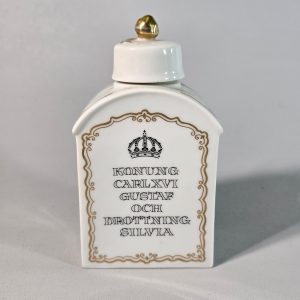 KONUNG
CARL XVI
GUSTAF
OCH
DROTTNING
SILVIA